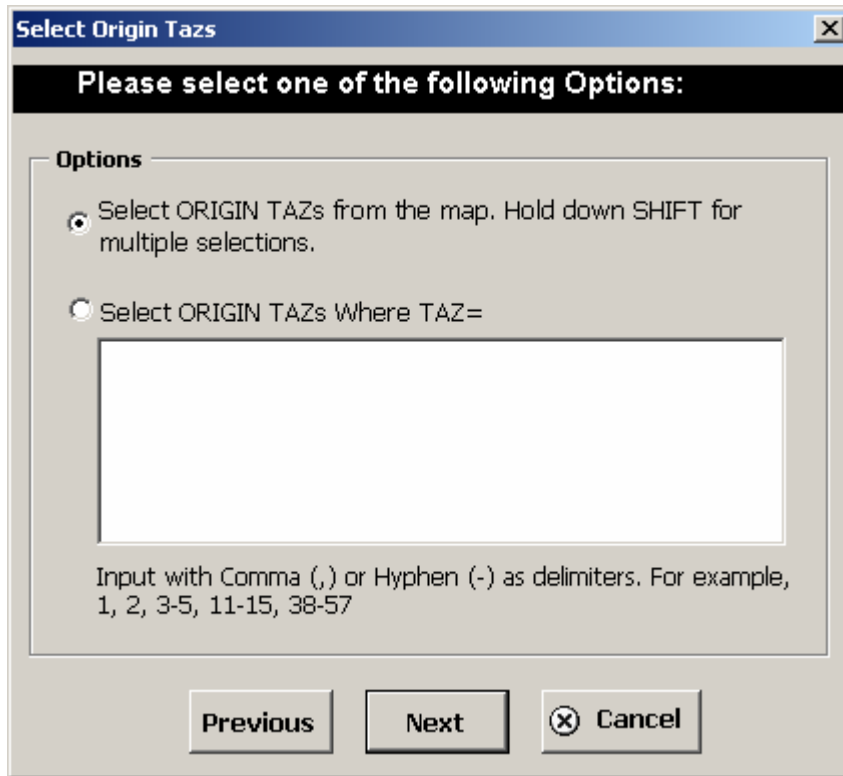 Select Origin Tazs
Please select one of the following Options:
Options
Select ORIGIN TAZs from the map. Hold down SHIFT for
multiple selections.
Select ORIGIN TAZs Where TAZ=
Input with Comma (,) or Hyphen (-) as delimiters. For example,
1, 2, 3-5, 11-15, 38-57
Previous
Next
Cancel